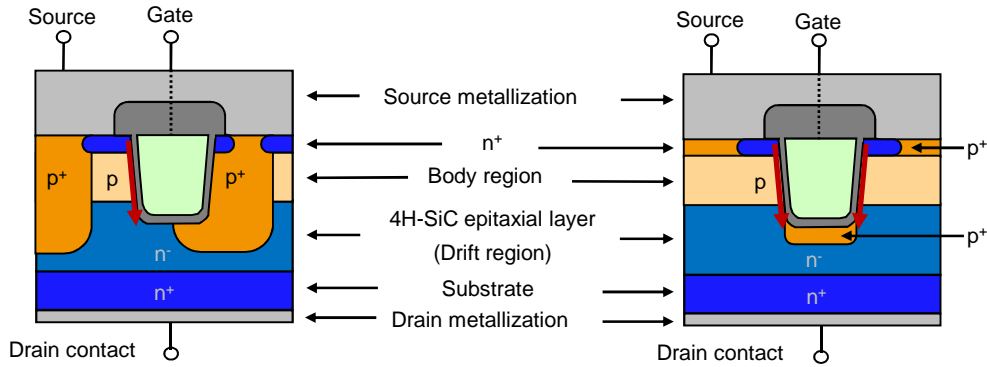 Source
Gate
Source
Gate
Source metallization
n⁺
p⁺
p⁺
p
p⁺
Body region
p
4H-SiC epitaxial layer
(Drift region)
p⁺
n⁻
n⁻
n⁺
Substrate
n⁺
Drain metallization
Drain contact
Drain contact